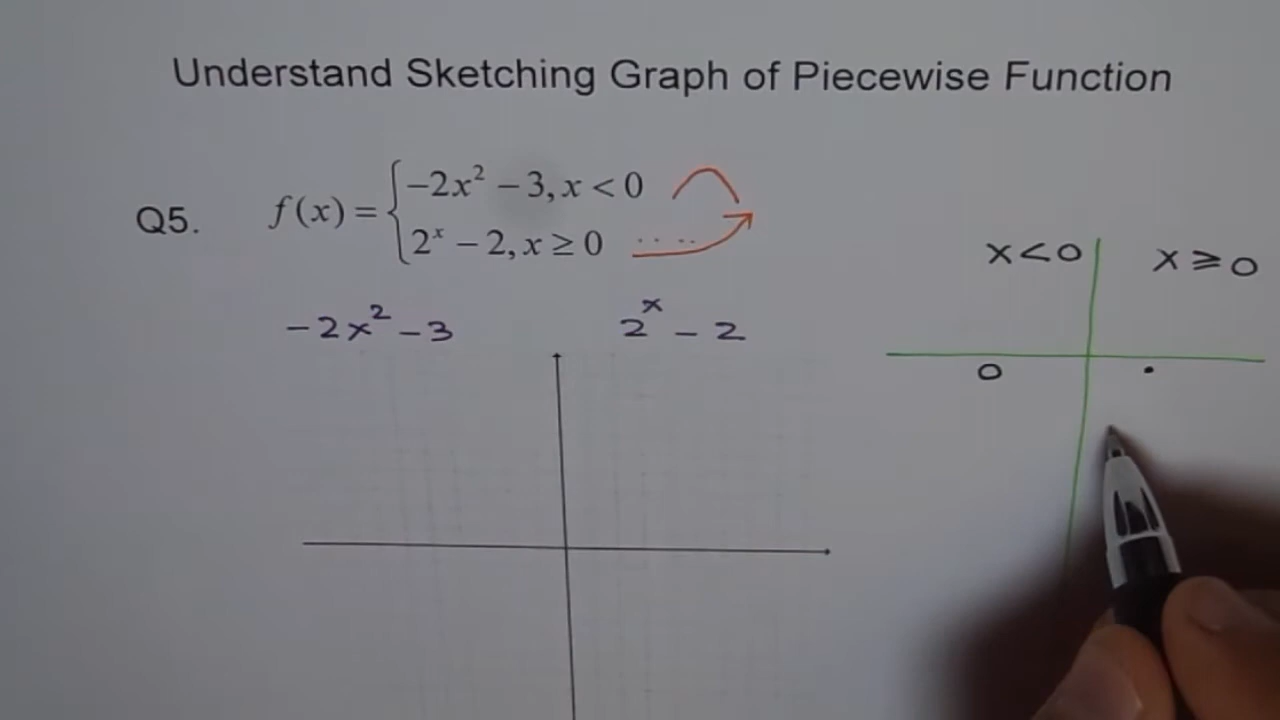 Understand Sketching Graph of Piecewise Function
Q5. f(x) = { −2x² − 3, x < 0
2ˣ − 2, x ≥ 0
x < 0 x ≥ 0
−2x² − 3 2ˣ − 2